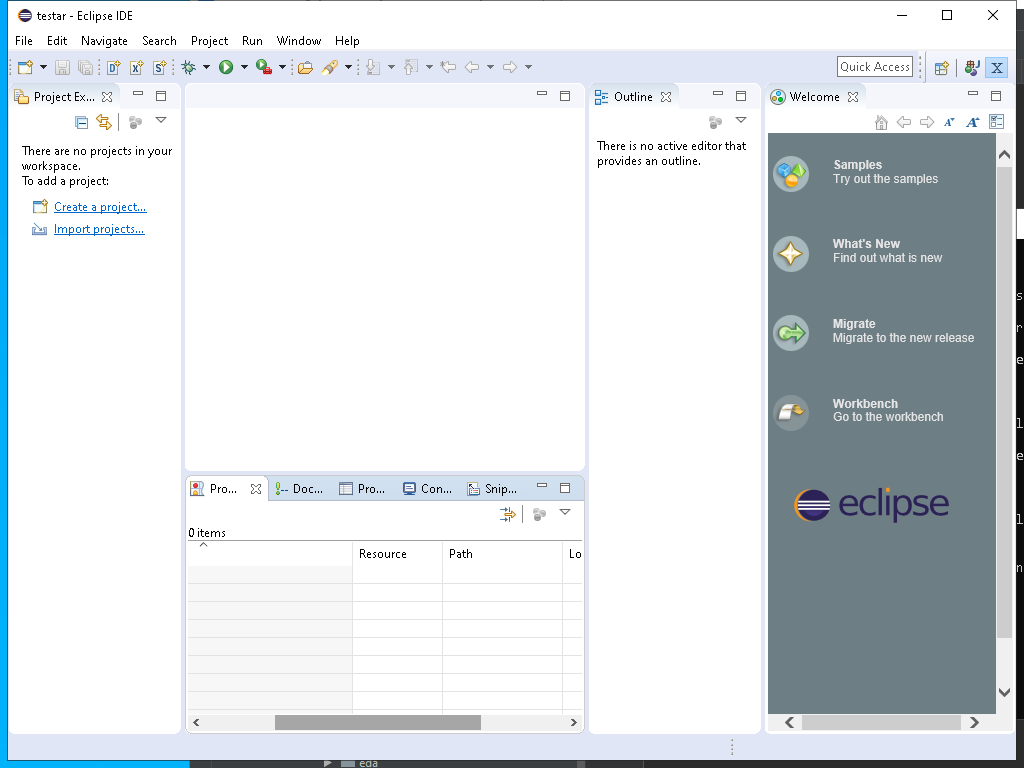 testar - Eclipse IDE
File Edit Navigate Search Project Run Window Help
Quick Access
Project Ex...
There are no projects in your
workspace.
To add a project:
Create a project...
Import projects...
Outline
There is no active editor that
provides an outline.
Welcome
Samples
Try out the samples
What's New
Find out what is new
Migrate
Migrate to the new release
Workbench
Go to the workbench
eclipse
Pro... Doc... Pro... Con... Snip...
0 items
Resource Path Lo
eda